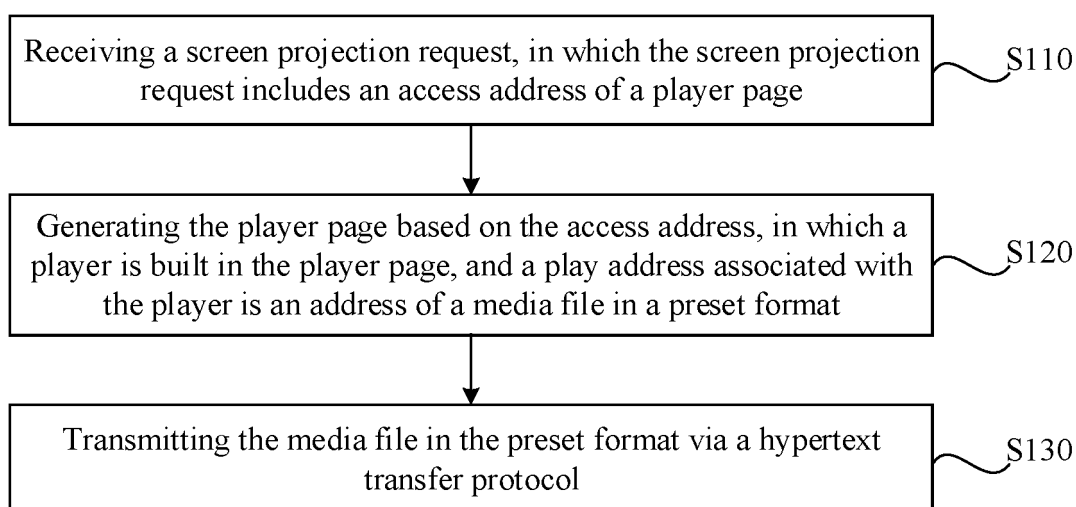 Receiving a screen projection request, in which the screen projection
request includes an access address of a player page
S110
Generating the player page based on the access address, in which a
player is built in the player page, and a play address associated with
the player is an address of a media file in a preset format
S120
Transmitting the media file in the preset format via a hypertext
transfer protocol
S130